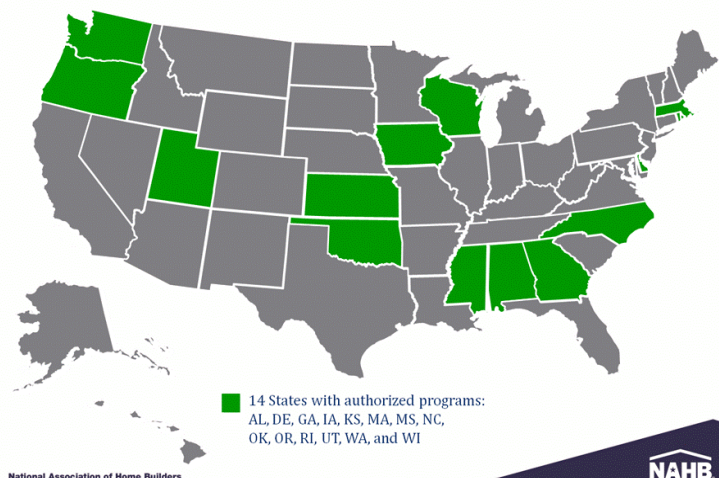 14 States with authorized programs:
AL, DE, GA, IA, KS, MA, MS, NC,
OK, OR, RI, UT, WA, and WI
National Association of Home Builders
NAHB